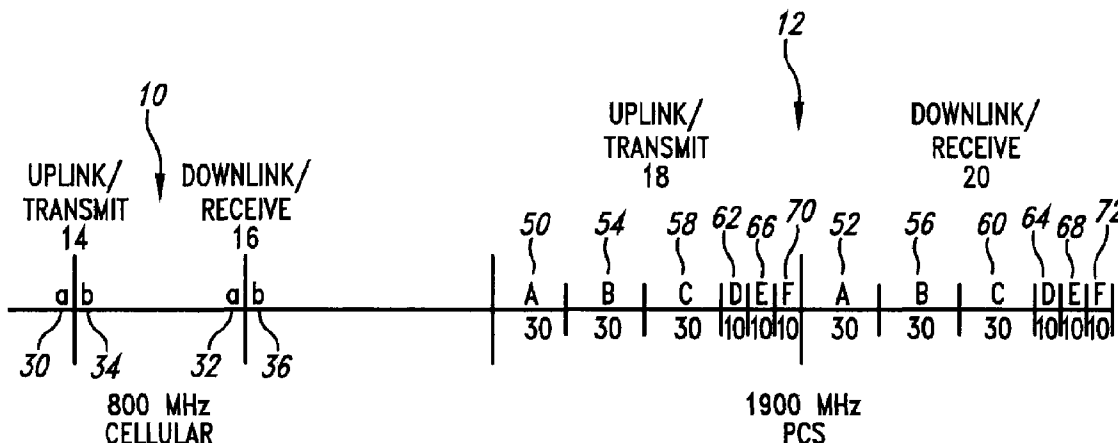 12
10
UPLINK/
TRANSMIT
18
DOWNLINK/
RECEIVE
20
UPLINK/
TRANSMIT
14
DOWNLINK/
RECEIVE
16
50 54 58 62 66 70 52 56 60 64 68 72
a b a b A B C D E F A B C D E F
30 30 30 10 10 10 30 30 30 10 10 10
30 34 32 36
800 MHz
CELLULAR
1900 MHz
PCS